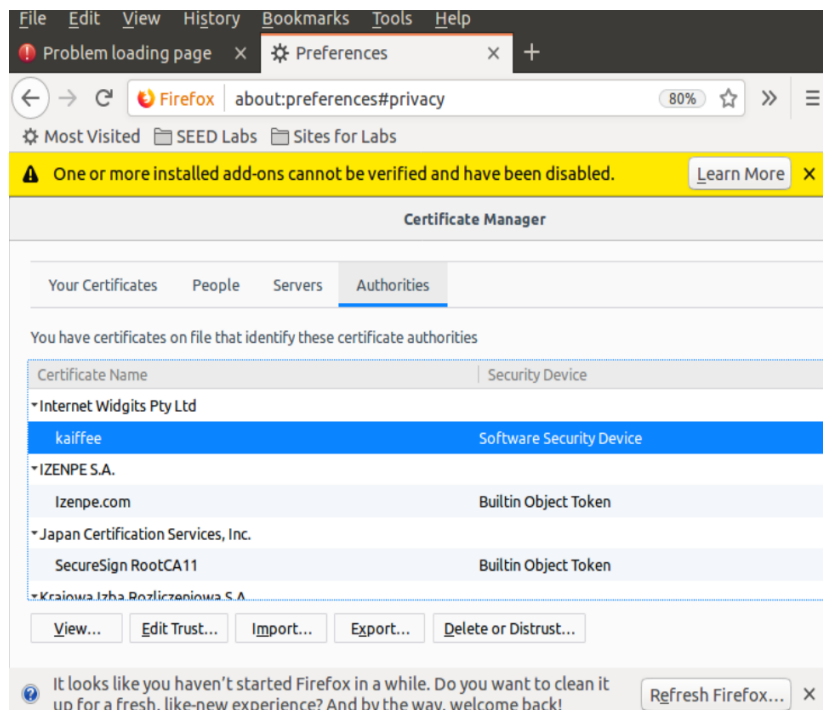 File Edit View History Bookmarks Tools Help
Problem loading page × Preferences × +
Firefox about:preferences#privacy 80%
Most Visited SEED Labs Sites for Labs
One or more installed add-ons cannot be verified and have been disabled. Learn More ×
Certificate Manager
Your Certificates People Servers Authorities
You have certificates on file that identify these certificate authorities
Certificate Name Security Device
Internet Widgits Pty Ltd
kaiffee Software Security Device
IZENPE S.A.
Izenpe.com Builtin Object Token
Japan Certification Services, Inc.
SecureSign RootCA11 Builtin Object Token
Krajowa Izba Rozliczeniowa S.A.
View... Edit Trust... Import... Export... Delete or Distrust...
It looks like you haven't started Firefox in a while. Do you want to clean it
up for a fresh, like-new experience? And by the way, welcome back! Refresh Firefox... ×